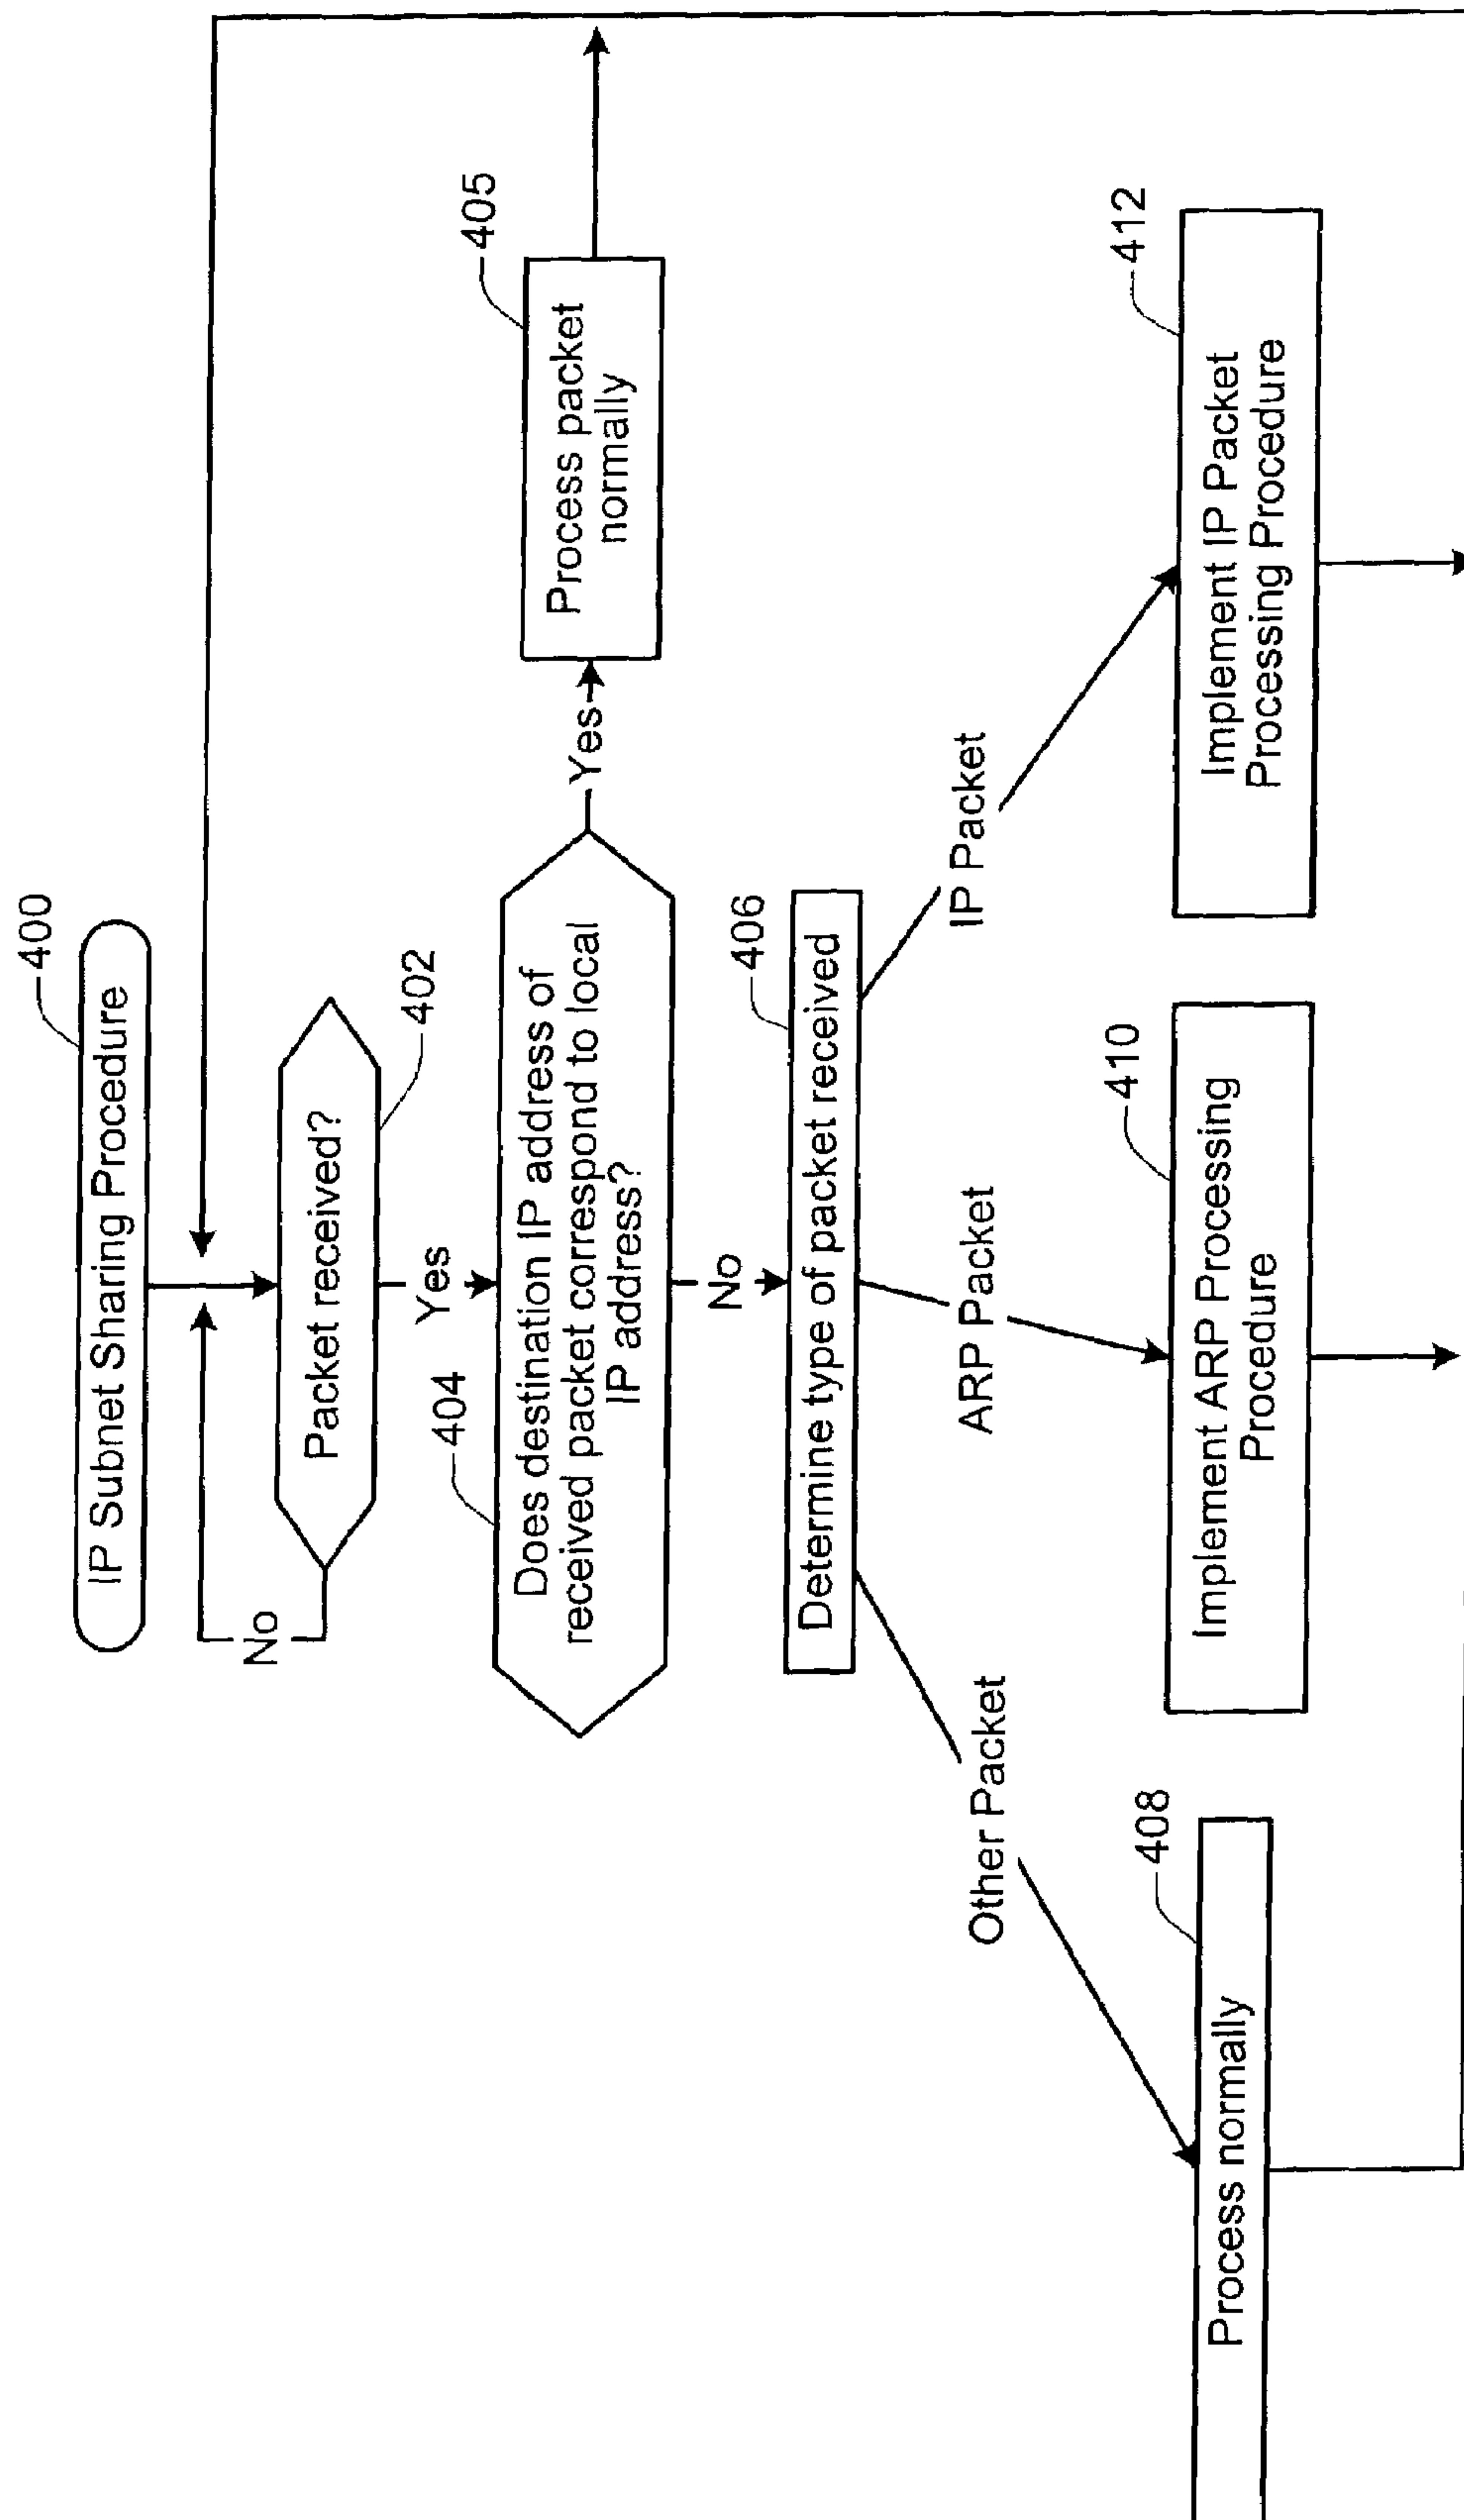 400
IP Subnet Sharing Procedure
No
Packet received?
402
Yes
404
Does destination IP address of
received packet correspond to local
IP address?
Yes
405
Process packet
normally
No
406
Determine type of packet received
Other Packet
ARP Packet
IP Packet
408
Process normally
410
Implement ARP Processing
Procedure
412
Implement IP Packet
Processing Procedure